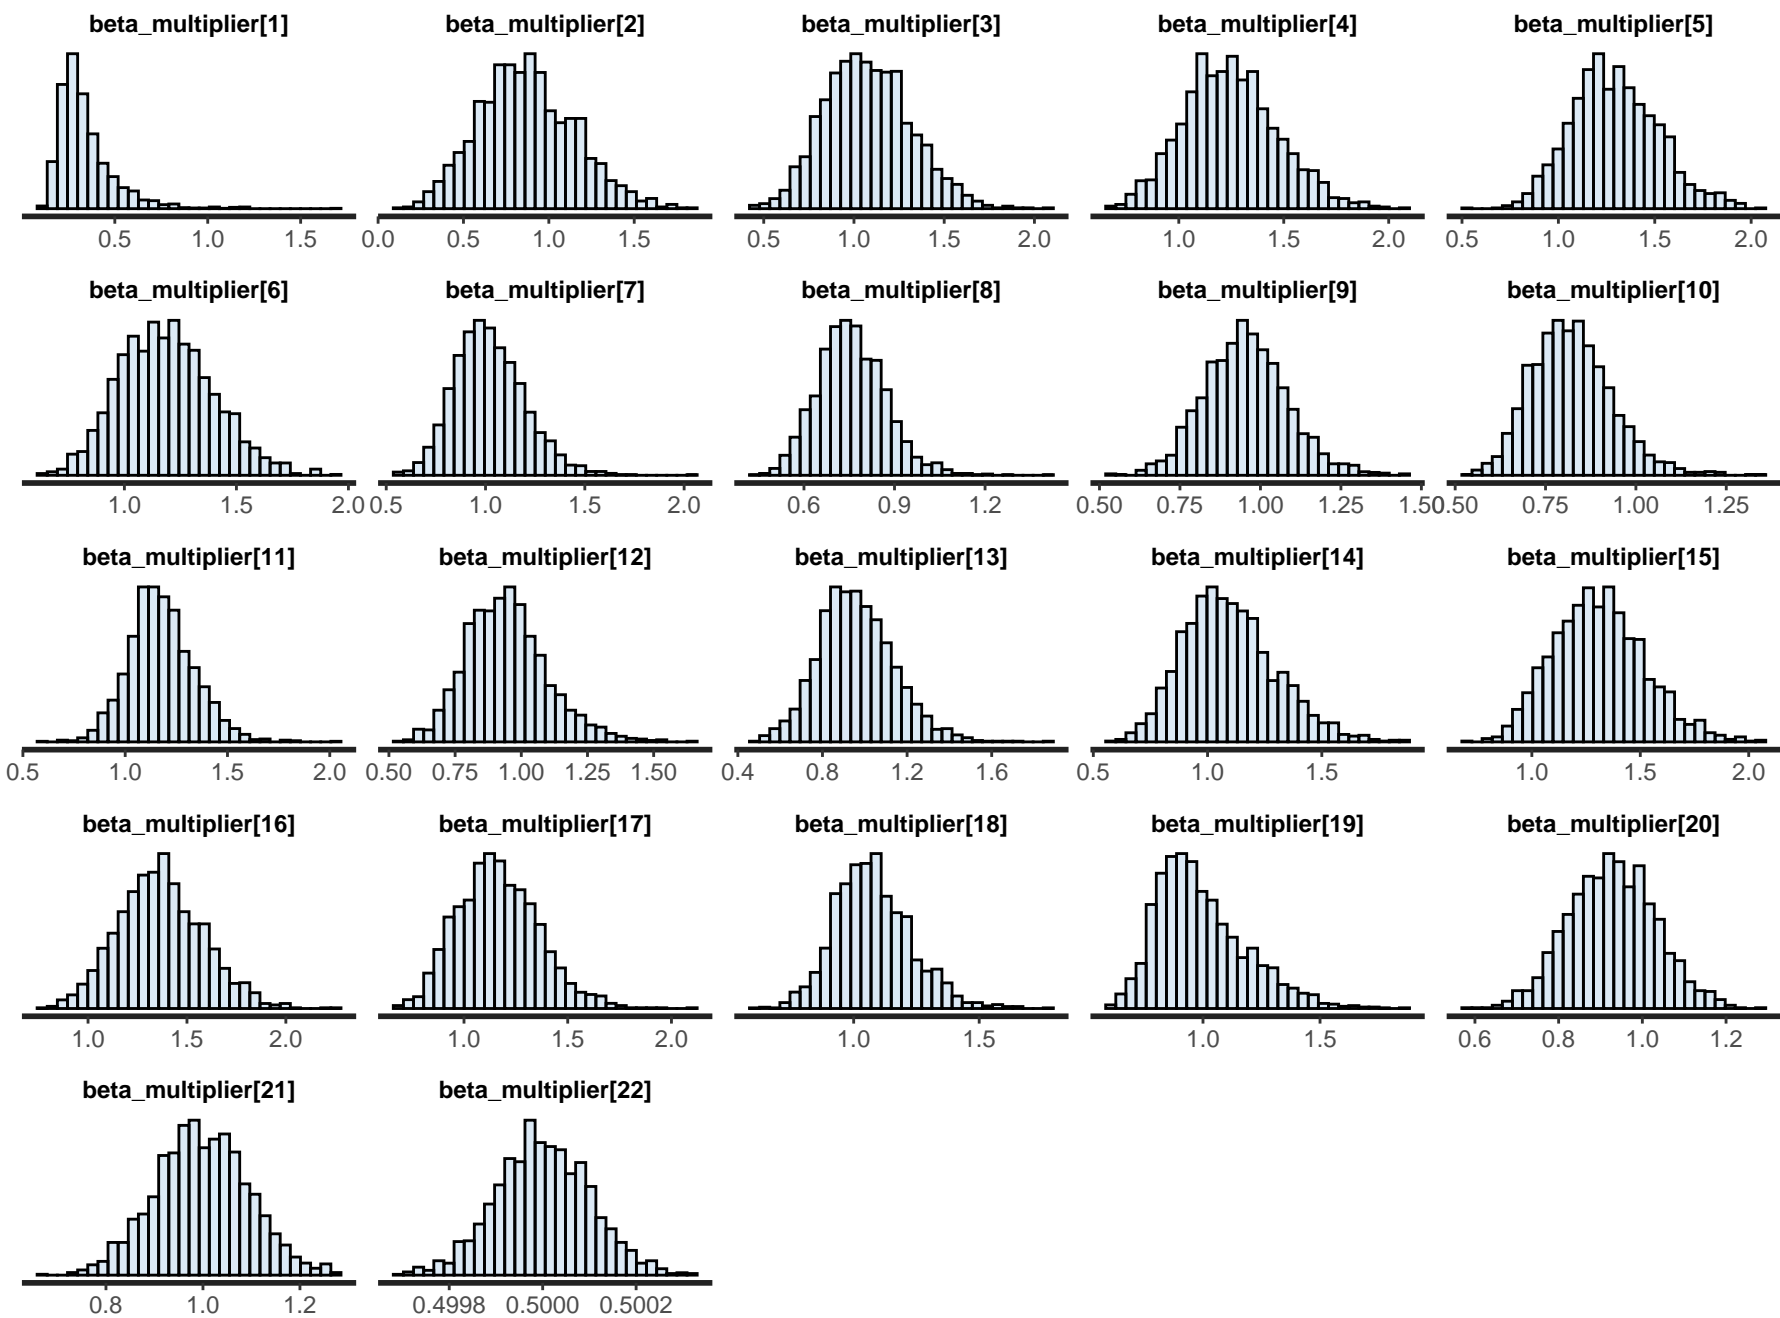 beta_multiplier[1] beta_multiplier[2] beta_multiplier[3] beta_multiplier[4] beta_multiplier[5]
0.5 1.0 1.5 0.0 0.5 1.0 1.5 0.5 1.0 1.5 2.0 1.0 1.5 2.0 0.5 1.0 1.5 2.0
beta_multiplier[6] beta_multiplier[7] beta_multiplier[8] beta_multiplier[9] beta_multiplier[10]
1.0 1.5 2.0 0.5 1.0 1.5 2.0 0.6 0.9 1.2 0.50 0.75 1.00 1.25 1.50 0.50 0.75 1.00 1.25
beta_multiplier[11] beta_multiplier[12] beta_multiplier[13] beta_multiplier[14] beta_multiplier[15]
0.5 1.0 1.5 2.0 0.50 0.75 1.00 1.25 1.50 0.4 0.8 1.2 1.6 0.5 1.0 1.5 1.0 1.5 2.0
beta_multiplier[16] beta_multiplier[17] beta_multiplier[18] beta_multiplier[19] beta_multiplier[20]
1.0 1.5 2.0 1.0 1.5 2.0 1.0 1.5 1.0 1.5 0.6 0.8 1.0 1.2
beta_multiplier[21] beta_multiplier[22]
0.8 1.0 1.2 0.4998 0.5000 0.5002